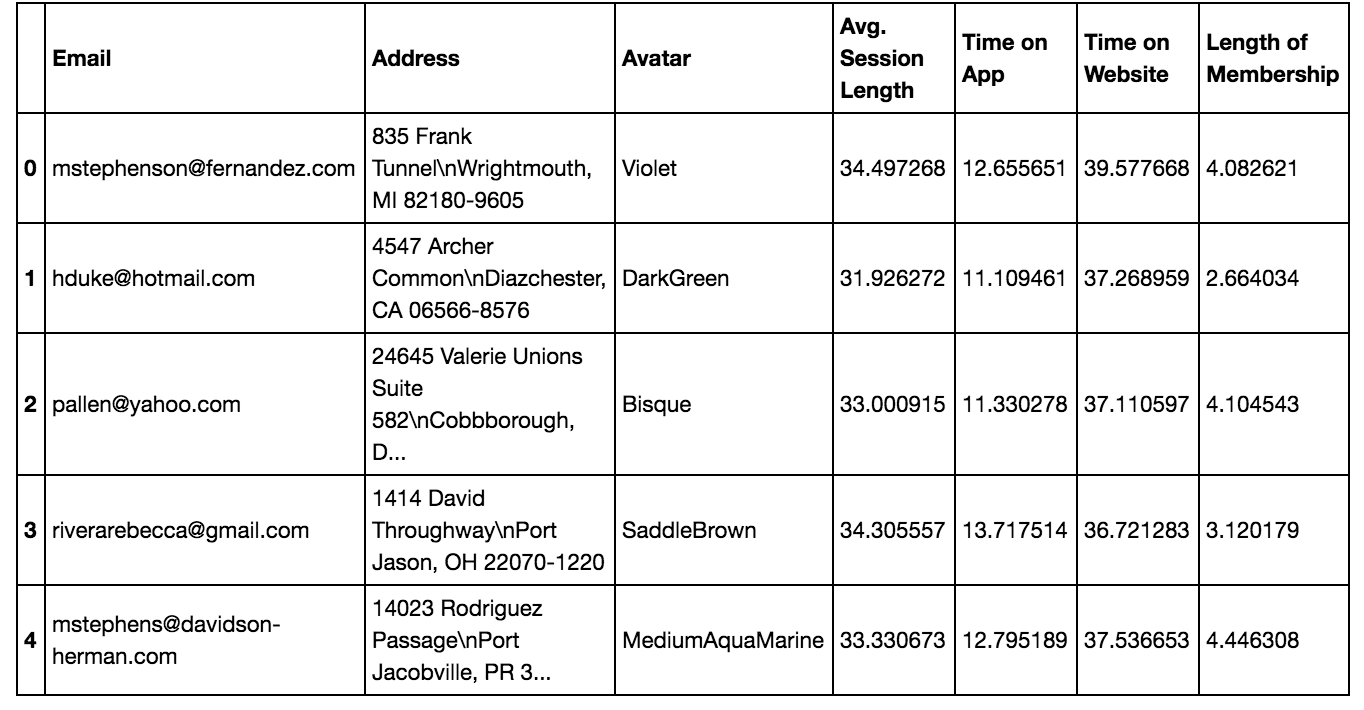 Email Address Avatar Avg. Session Length Time on App Time on Website Length of Membership
0 mstephenson@fernandez.com 835 Frank Tunnel\nWrightmouth, MI 82180-9605 Violet 34.497268 12.655651 39.577668 4.082621
1 hduke@hotmail.com 4547 Archer Common\nDiazchester, CA 06566-8576 DarkGreen 31.926272 11.109461 37.268959 2.664034
2 pallen@yahoo.com 24645 Valerie Unions Suite 582\nCobbborough, D... Bisque 33.000915 11.330278 37.110597 4.104543
3 riverarebecca@gmail.com 1414 David Throughway\nPort Jason, OH 22070-1220 SaddleBrown 34.305557 13.717514 36.721283 3.120179
4 mstephens@davidson-herman.com 14023 Rodriguez Passage\nPort Jacobville, PR 3... MediumAquaMarine 33.330673 12.795189 37.536653 4.446308